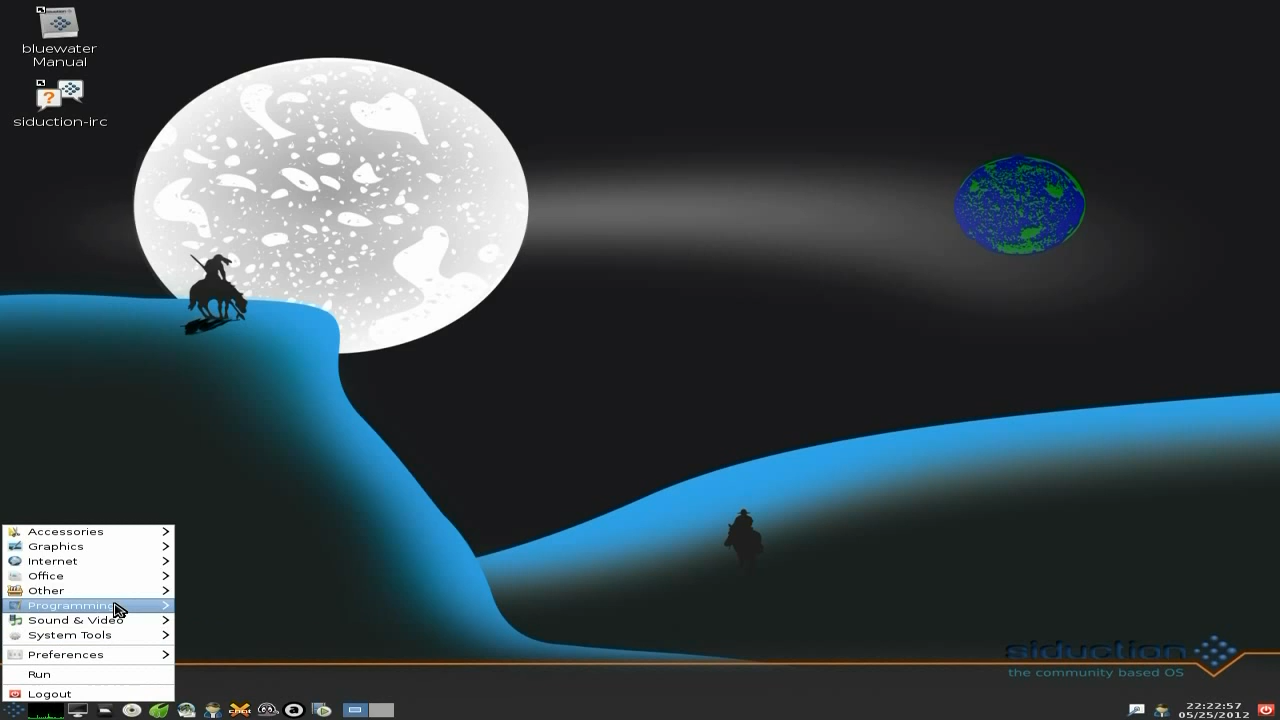 bluewater
Manual
siduction-irc
Accessories
Graphics
Internet
Office
Other
Programming
Sound & Video
System Tools
Preferences
Run
Logout
siduction
the community based OS
22:22:57
05/25/2012